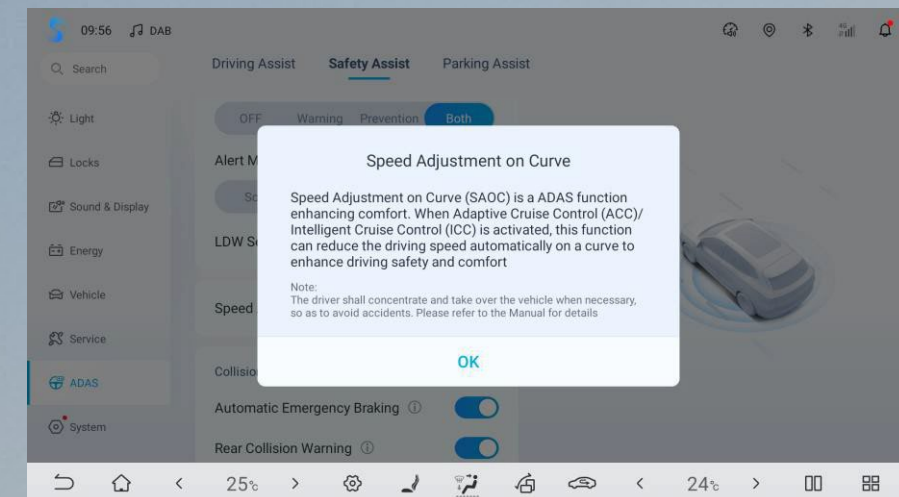 09:56 DAB
4G
Search
Driving Assist Safety Assist Parking Assist
Light
OFF Warning Prevention Both
Locks
Alert M
Sound & Display
Energy
LDW S
Vehicle
Speed
Service
ADAS
Collisio
System
Automatic Emergency Braking
Rear Collision Warning
Speed Adjustment on Curve
Speed Adjustment on Curve (SAOC) is a ADAS function
enhancing comfort. When Adaptive Cruise Control (ACC)/
Intelligent Cruise Control (ICC) is activated, this function
can reduce the driving speed automatically on a curve to
enhance driving safety and comfort
Note:
The driver shall concentrate and take over the vehicle when necessary,
so as to avoid accidents. Please refer to the Manual for details
OK
25°c 24°c